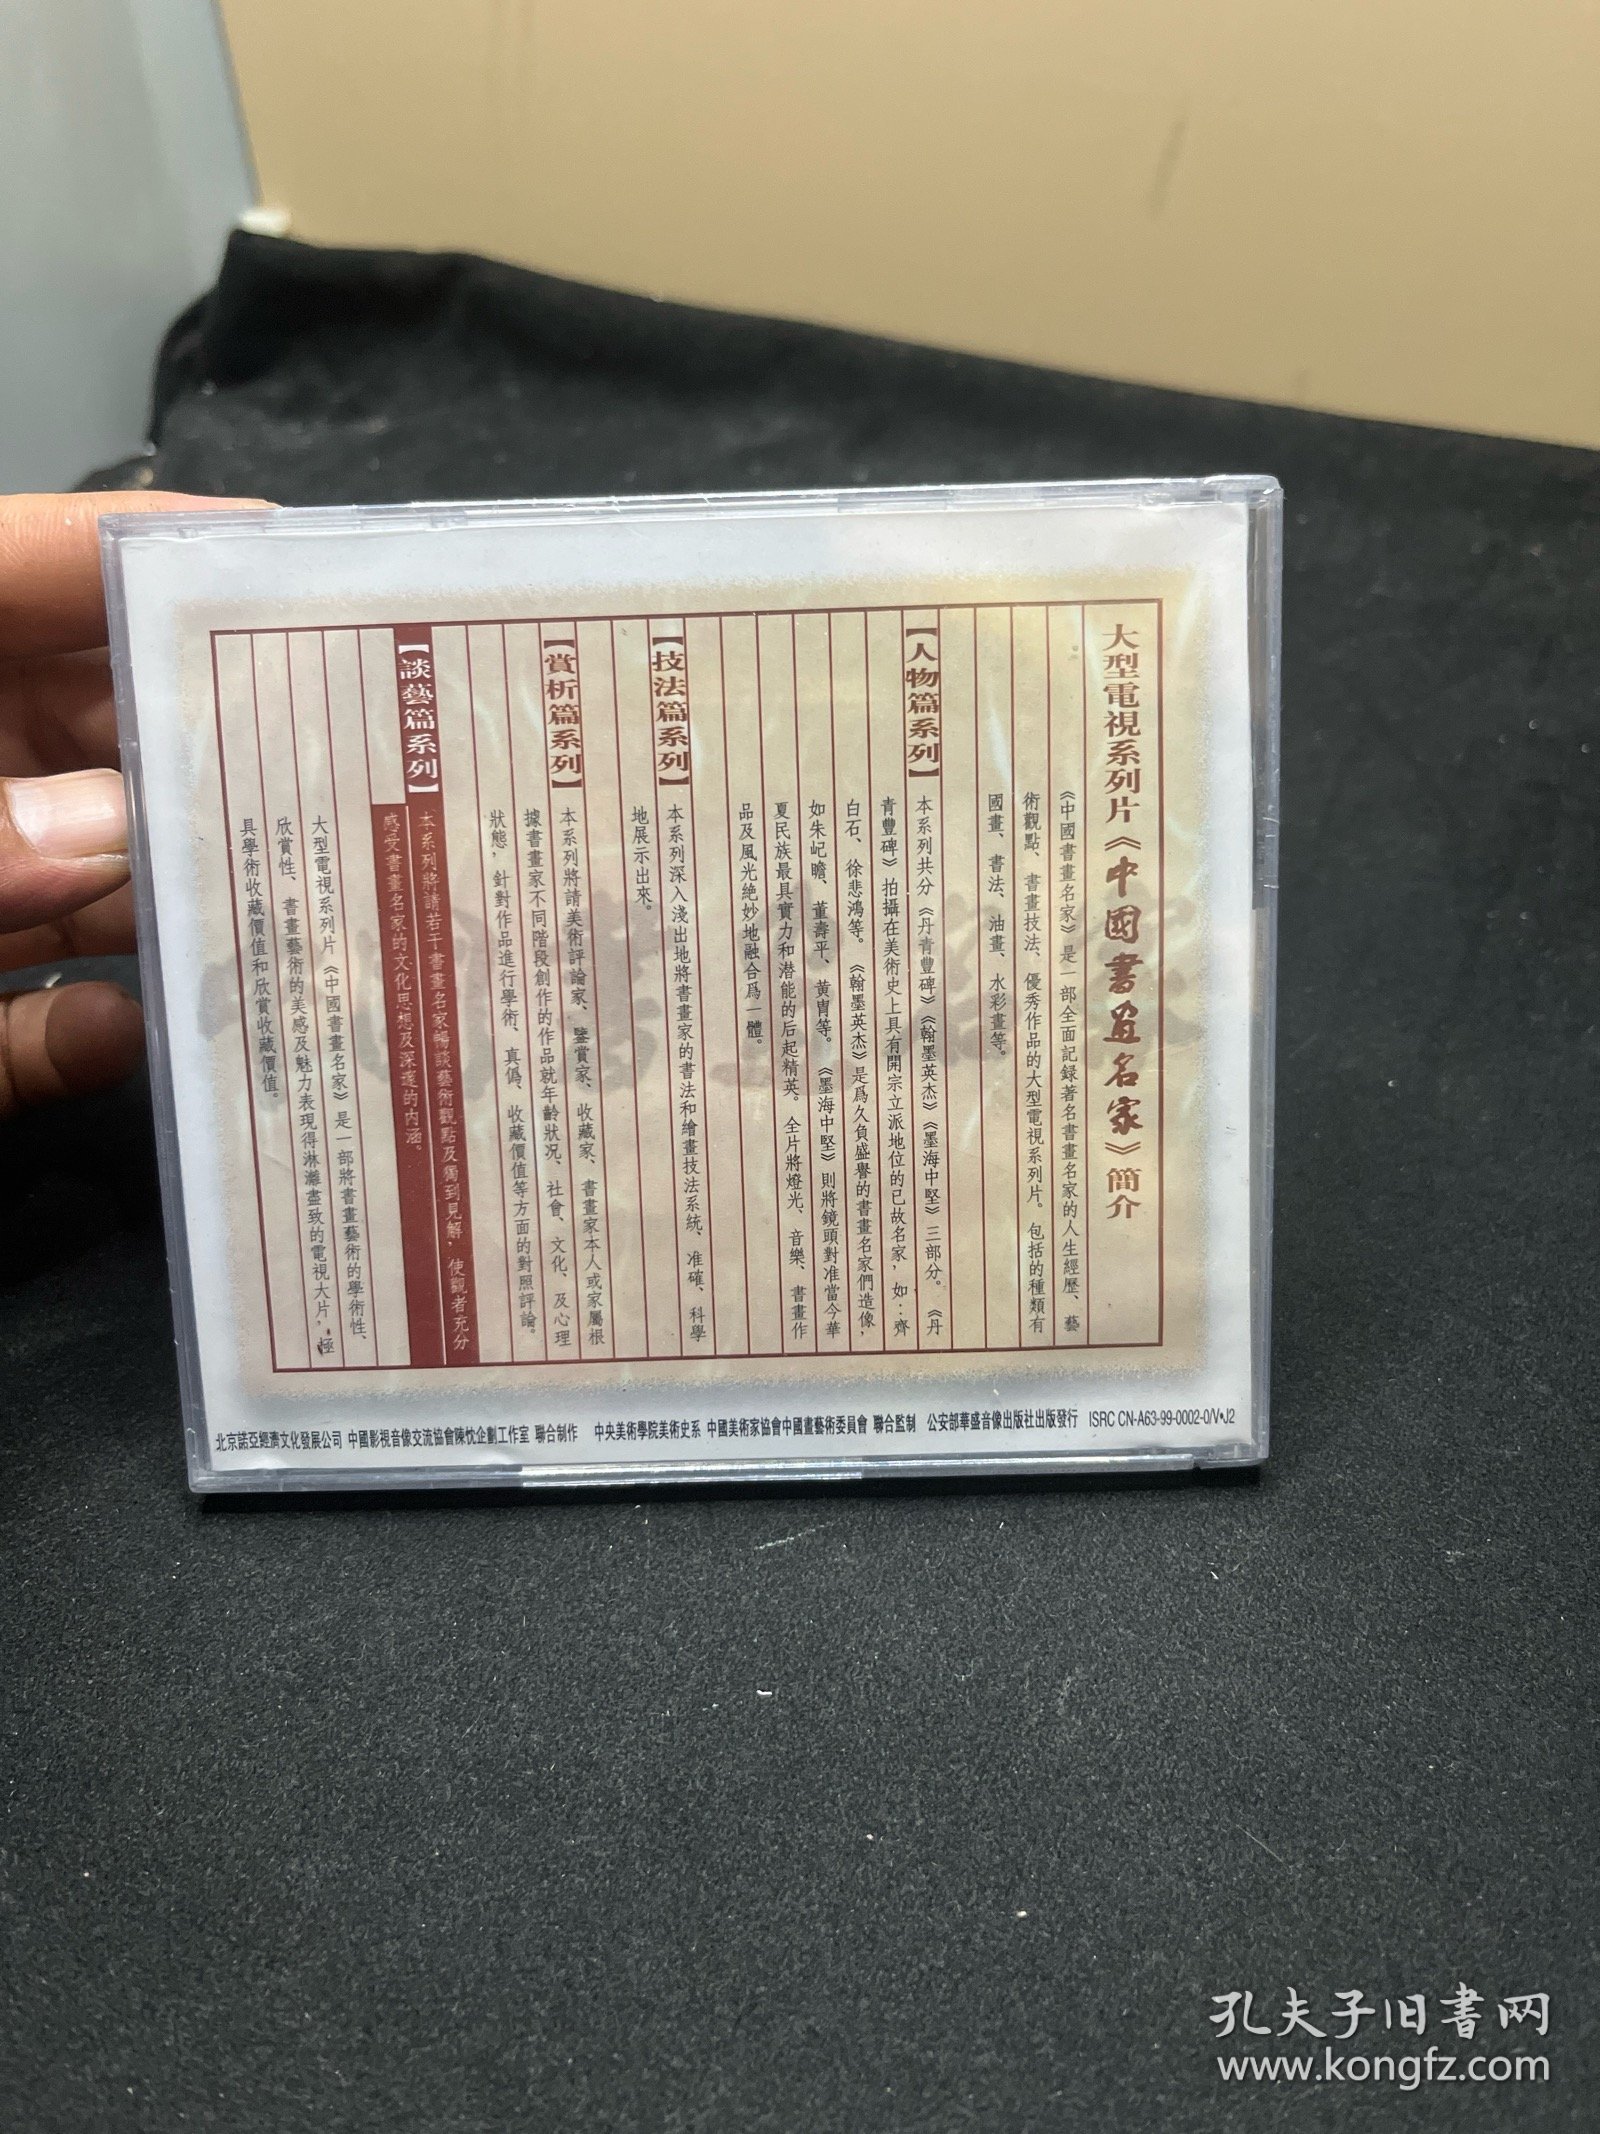 大型電視系列片《中國書畫名家》簡介
《中國書畫名家》是一部全面記録著名書畫名家的人生經歷、藝
術觀點、書畫技法、優秀作品的大型電視系列片。包括的種類有
國畫、書法、油畫、水彩畫等。
【人物篇系列】
本系列共分《丹青豐碑》《翰墨英杰》《墨海中堅》三部分。《丹
青豐碑》拍攝在美術史上具有開宗立派地位的已故名家，如：齊
白石、徐悲鴻等。《翰墨英杰》是爲久負盛譽的書畫名家們造像，
如朱屺瞻、董壽平、黄胄等。《墨海中堅》則將鏡頭對准當今華
夏民族最具實力和潜能的后起精英。全片將燈光、音樂、書畫作
品及風光絶妙地融合爲一體。
【技法篇系列】
本系列深入淺出地將書畫家的書法和繪畫技法系統、准確、科學
地展示出來。
【賞析篇系列】
本系列將請美術評論家、鑒賞家、收藏家、書畫家本人或家屬根
據書畫家不同階段創作的作品就年齡狀况、社會、文化、及心理
狀態，針對作品進行學術、真僞、收藏價值等方面的對照評論。
【談藝篇系列】
本系列將請若干書畫名家暢談藝術觀點及獨到見解，使觀者充分
感受書畫名家的文化思想及深邃的内涵。
大型電視系列片《中國書畫名家》是一部將書畫藝術的學術性、
欣賞性、書畫藝術的美感及魅力表現得淋灕盡致的電視大片，極
具學術收藏價值和欣賞收藏價值。
北京諾亞經濟文化發展公司 中國影視音像交流協會陳忱企劃工作室 聯合制作 中央美術學院美術史系 中國美術家協會中國畫藝術委員會 聯合監制 公安部華盛音像出版社出版發行 ISRC CN-A63-99-0002-0/V•J2
孔夫子旧书网
www.kongfz.com